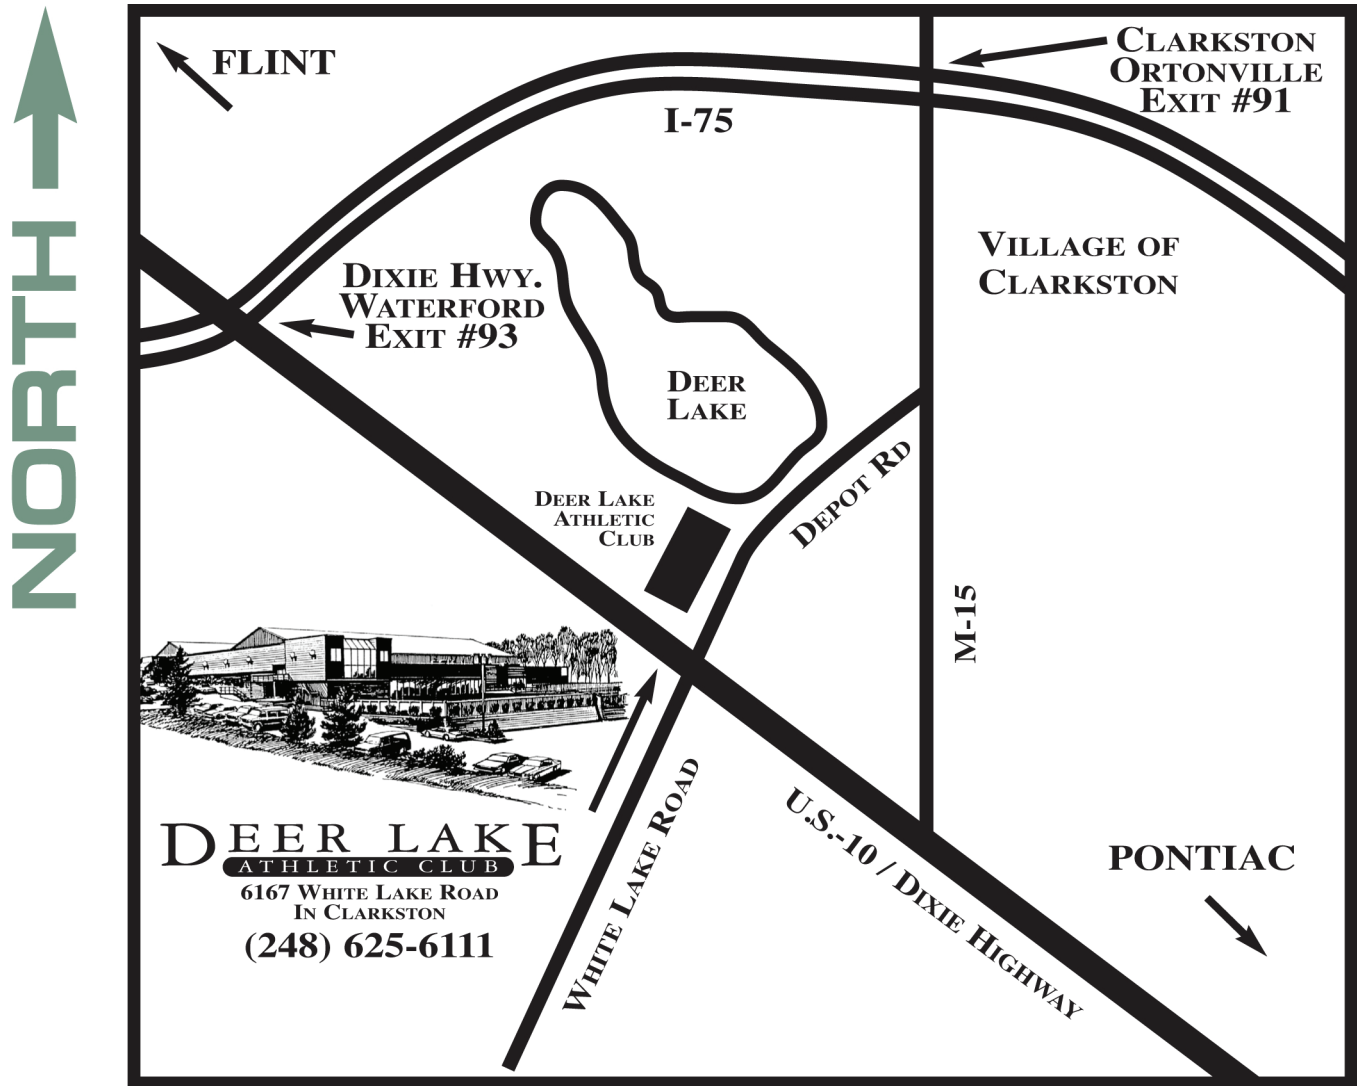 NORTH
FLINT
CLARKSTON
ORTONVILLE
EXIT #91
I-75
VILLAGE OF
CLARKSTON
DIXIE HWY.
WATERFORD
EXIT #93
DEER
LAKE
DEPOT RD
DEER LAKE
ATHLETIC
CLUB
M-15
WHITE LAKE ROAD
U.S.-10 / DIXIE HIGHWAY
PONTIAC
DEER LAKE
ATHLETIC CLUB
6167 WHITE LAKE ROAD
IN CLARKSTON
(248) 625-6111